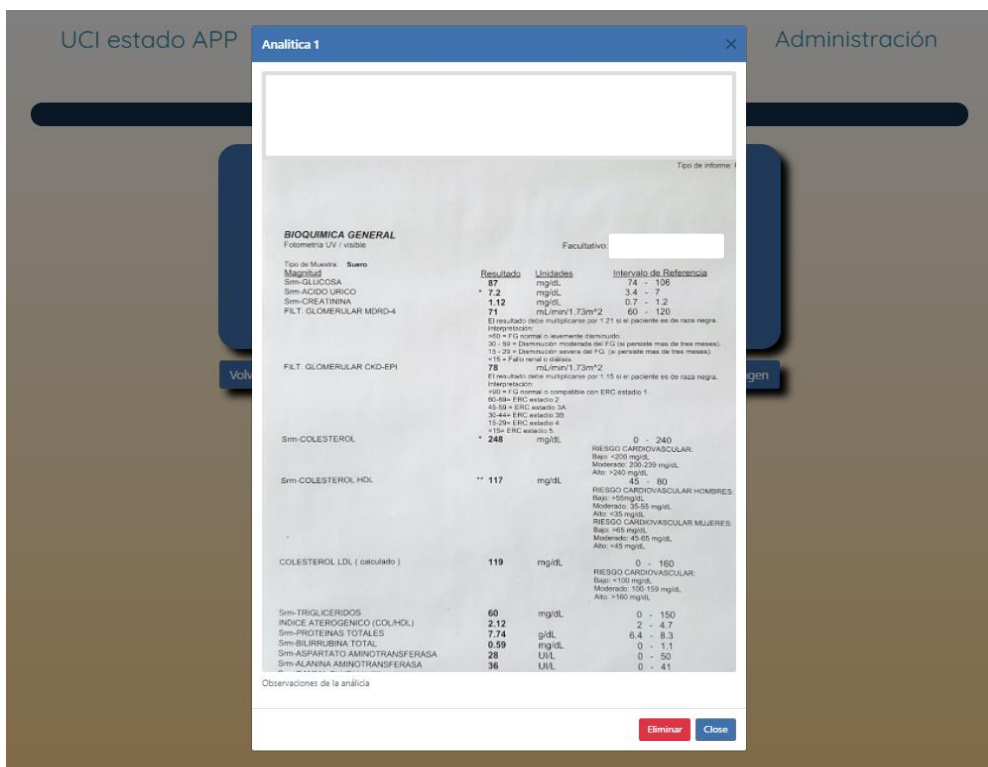 UCI estado APP
Analitica 1
×
Administración
Tipo de informe:
BIOQUIMICA GENERAL
Fotometria UV / visible
Facultativo:
Tipo de Muestra: Suero
Magnitud Resultado Unidades Intervalo de Referencia
Srm-GLUCOSA 87 mg/dL 74 - 106
Srm-ACIDO URICO * 7.2 mg/dL 3.4 - 7
Srm-CREATININA 1.12 mg/dL 0.7 - 1.2
FILT. GLOMERULAR MDRD-4 71 mL/min/1.73m^2 60 - 120
El resultado debe multiplicarse por 1.21 si el paciente es de raza negra.
Interpretación:
>60 = FG normal o levemente disminuido.
30 - 59 = Disminución moderada del FG (si persiste mas de tres meses).
15 - 29 = Disminución severa del FG (si persiste mas de tres meses).
<15 = Fallo renal o diálisis.
FILT. GLOMERULAR CKD-EPI 78 mL/min/1.73m^2
El resultado debe multiplicarse por 1.15 si el paciente es de raza negra.
Interpretación:
>90 = FG normal o compatible con ERC estadio 1.
60-89= ERC estadio 2
45-59 = ERC estadio 3A
30-44= ERC estadio 3B
15-29= ERC estadio 4
<15= ERC estadio 5.
Srm-COLESTEROL * 248 mg/dL 0 - 240
RIESGO CARDIOVASCULAR:
Bajo: <200 mg/dL
Moderado: 200-239 mg/dL
Alto: >240 mg/dL
Srm-COLESTEROL HDL ** 117 mg/dL 45 - 80
RIESGO CARDIOVASCULAR HOMBRES:
Bajo: >55mg/dL
Moderado: 35-55 mg/dL
Alto: <35 mg/dL
RIESGO CARDIOVASCULAR MUJERES:
Bajo: >65 mg/dL
Moderado: 45-65 mg/dL
Alto: <45 mg/dL
COLESTEROL LDL ( calculado ) 119 mg/dL 0 - 160
RIESGO CARDIOVASCULAR:
Bajo: <100 mg/dL
Moderado: 100-159 mg/dL
Alto: >160 mg/dL
Srm-TRIGLICERIDOS 60 mg/dL 0 - 150
INDICE ATEROGENICO (COL/HDL) 2.12 2 - 4.7
Srm-PROTEINAS TOTALES 7.74 g/dL 6.4 - 8.3
Srm-BILIRRUBINA TOTAL 0.59 mg/dL 0 - 1.1
Srm-ASPARTATO AMINOTRANSFERASA 28 UI/L 0 - 50
Srm-ALANINA AMINOTRANSFERASA 36 UI/L 0 - 41
Observaciones de la análicia
Eliminar
Close